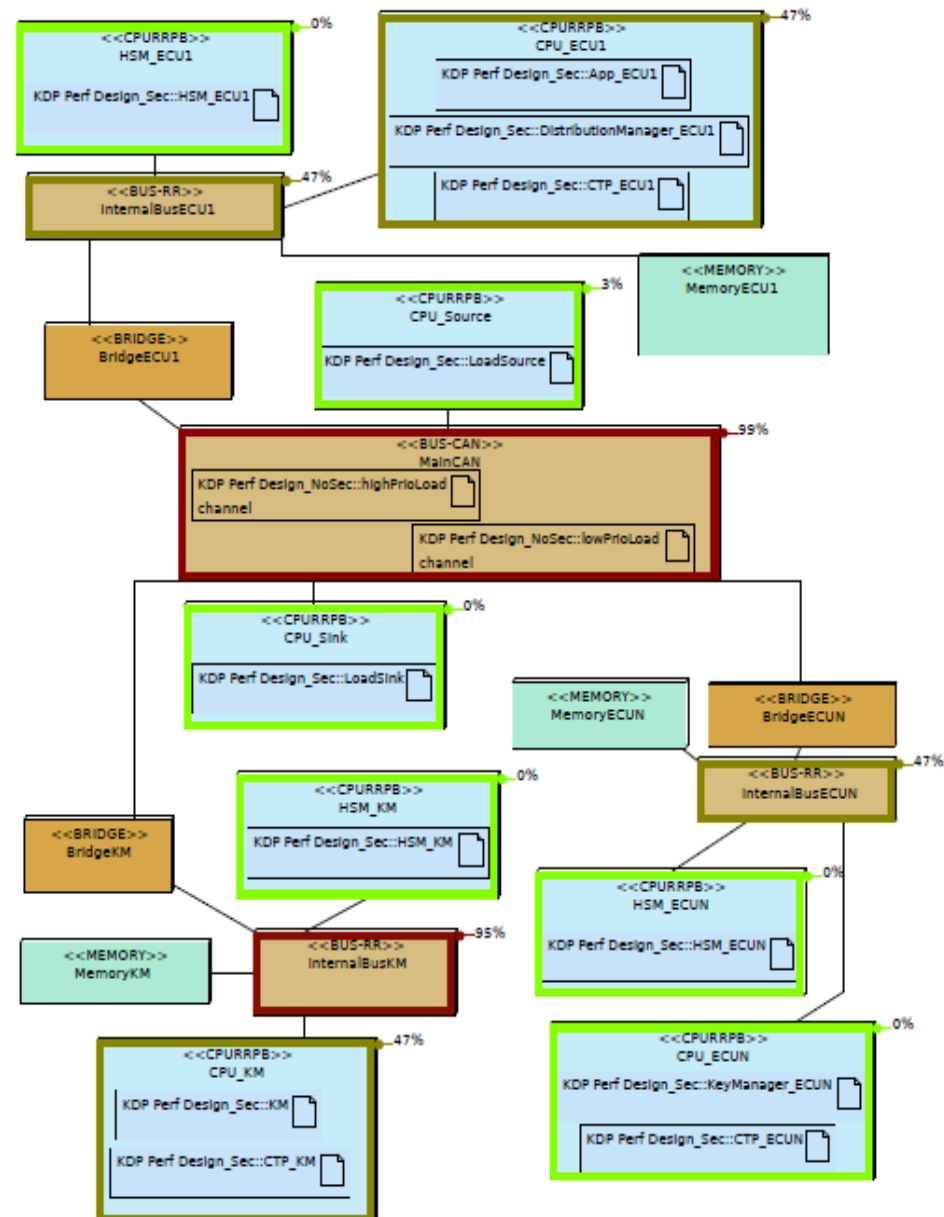 0%
<<CPURRPB>>
HSM_ECU1
KDP Perf Design_Sec::HSM_ECU1
47%
<<CPURRPB>>
CPU_ECU1
KDP Perf Design_Sec::App_ECU1
KDP Perf Design_Sec::DistributionManager_ECU1
KDP Perf Design_Sec::CTP_ECU1
47%
<<BUS-RR>>
InternalBusECU1
<<MEMORY>>
MemoryECU1
3%
<<CPURRPB>>
CPU_Source
KDP Perf Design_Sec::LoadSource
<<BRIDGE>>
BridgeECU1
99%
<<BUS-CAN>>
MainCAN
KDP Perf Design_NoSec::highPrioLoad
channel
KDP Perf Design_NoSec::lowPrioLoad
channel
0%
<<CPURRPB>>
CPU_Sink
KDP Perf Design_Sec::LoadSink
<<MEMORY>>
MemoryECUN
<<BRIDGE>>
BridgeECUN
47%
<<BUS-RR>>
InternalBusECUN
0%
<<CPURRPB>>
HSM_KM
KDP Perf Design_Sec::HSM_KM
<<BRIDGE>>
BridgeKM
0%
<<CPURRPB>>
HSM_ECUN
KDP Perf Design_Sec::HSM_ECUN
95%
<<BUS-RR>>
InternalBusKM
<<MEMORY>>
MemoryKM
47%
<<CPURRPB>>
CPU_KM
KDP Perf Design_Sec::KM
KDP Perf Design_Sec::CTP_KM
0%
<<CPURRPB>>
CPU_ECUN
KDP Perf Design_Sec::KeyManager_ECUN
KDP Perf Design_Sec::CTP_ECUN